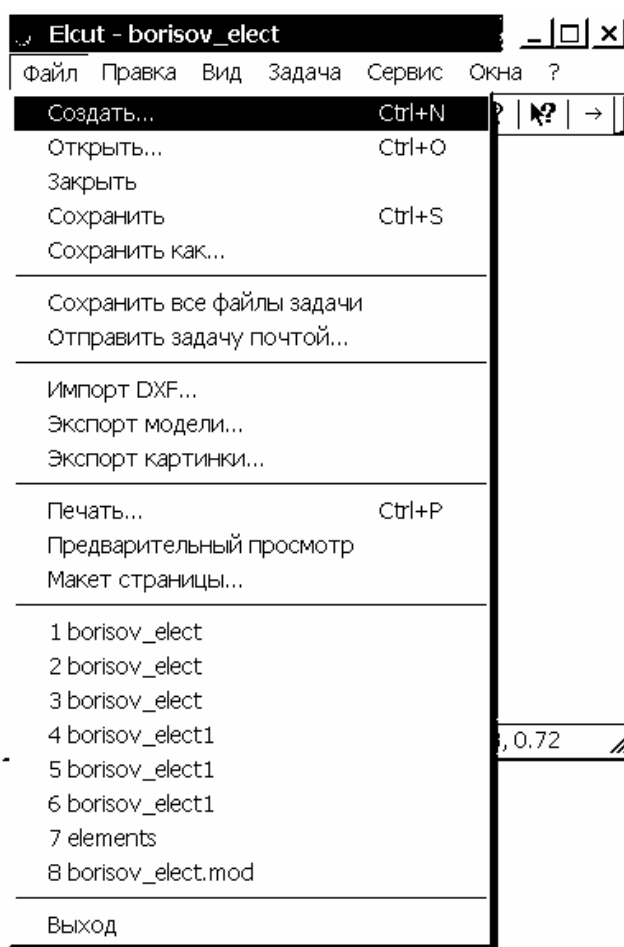 Elcut - borisov_elect
Файл Правка Вид Задача Сервис Окна ?
Создать... Ctrl+N
Открыть... Ctrl+O
Закрыть
Сохранить Ctrl+S
Сохранить как...
Сохранить все файлы задачи
Отправить задачу почтой...
Импорт DXF...
Экспорт модели...
Экспорт картинки...
Печать... Ctrl+P
Предварительный просмотр
Макет страницы...
1 borisov_elect
2 borisov_elect
3 borisov_elect
4 borisov_elect1
, 0.72
5 borisov_elect1
6 borisov_elect1
7 elements
8 borisov_elect.mod
Выход